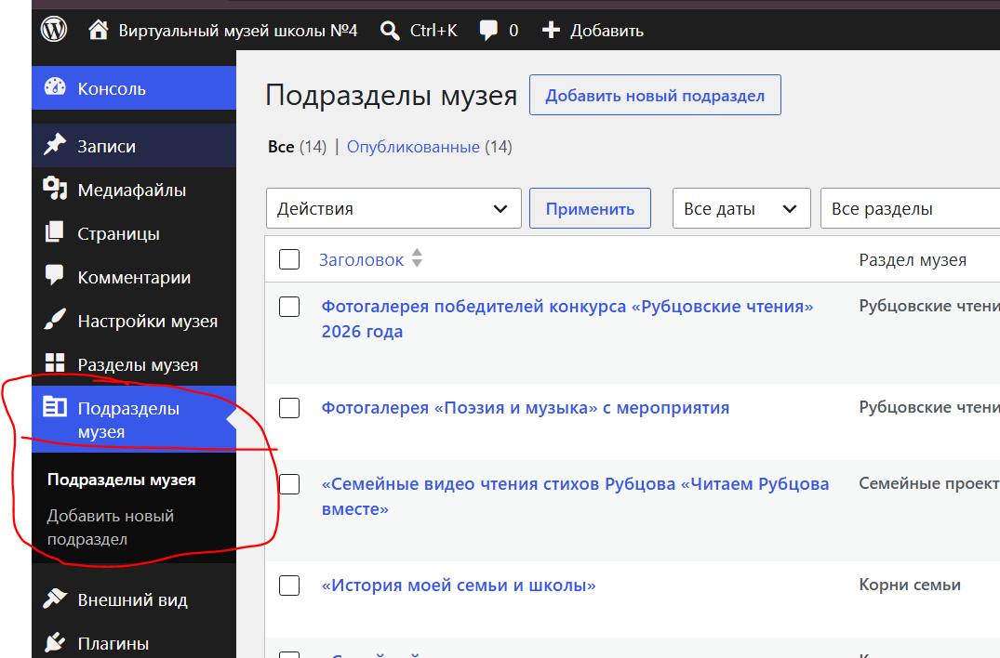 Виртуальный музей школы №4 Ctrl+K 0 Добавить
Консоль
Записи
Медиафайлы
Страницы
Комментарии
Настройки музея
Разделы музея
Подразделы
музея
Подразделы музея
Добавить новый
подраздел
Внешний вид
Плагины
Подразделы музея Добавить новый подраздел
Все (14) | Опубликованные (14)
Действия Применить Все даты Все разделы
Заголовок Раздел музея
Фотогалерея победителей конкурса «Рубцовские чтения» Рубцовские чтени
2026 года
Фотогалерея «Поэзия и музыка» с мероприятия Рубцовские чтени
«Семейные видео чтения стихов Рубцова «Читаем Рубцова Семейные проект
вместе»
«История моей семьи и школы» Корни семьи